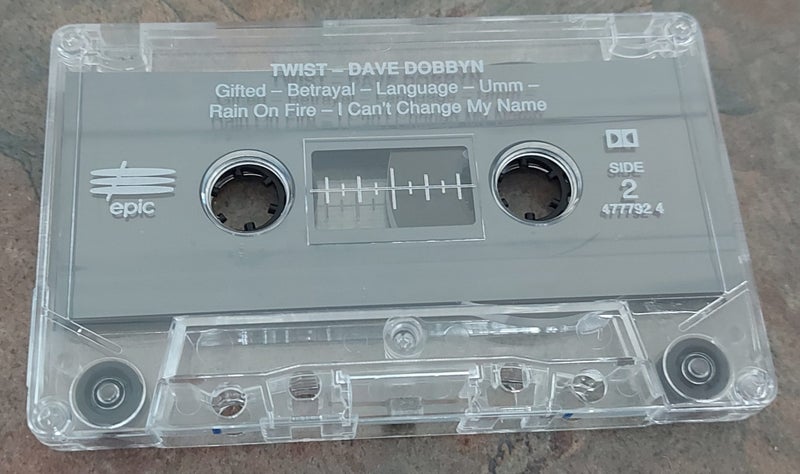 TWIST – DAVE DOBBYN
Gifted – Betrayal – Language – Umm –
Rain On Fire – I Can't Change My Name
epic
SIDE
2
477792 4